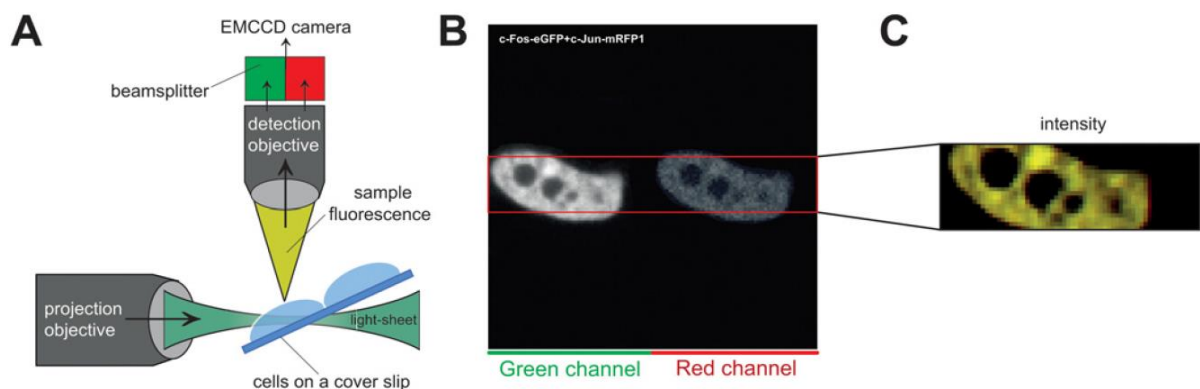 A
EMCCD camera
beamsplitter
detection
objective
sample
fluorescence
projection
objective
light-sheet
cells on a cover slip
B
c-Fos-eGFP+c-Jun-mRFP1
Green channel
Red channel
C
intensity